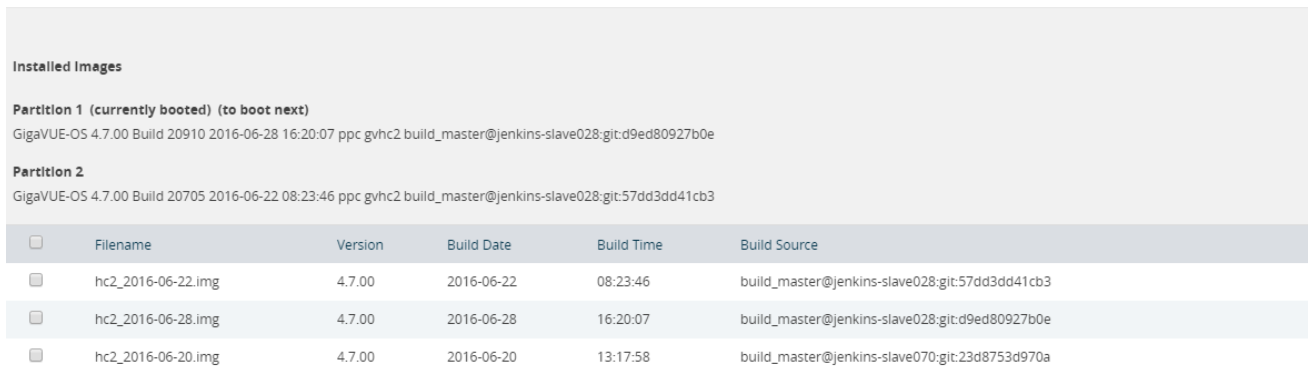 Installed Images
Partition 1 (currently booted) (to boot next)
GigaVUE-OS 4.7.00 Build 20910 2016-06-28 16:20:07 ppc gvhc2 build_master@jenkins-slave028:git:d9ed80927b0e
Partition 2
GigaVUE-OS 4.7.00 Build 20705 2016-06-22 08:23:46 ppc gvhc2 build_master@jenkins-slave028:git:57dd3dd41cb3
Filename Version Build Date Build Time Build Source
hc2_2016-06-22.img 4.7.00 2016-06-22 08:23:46 build_master@jenkins-slave028:git:57dd3dd41cb3
hc2_2016-06-28.img 4.7.00 2016-06-28 16:20:07 build_master@jenkins-slave028:git:d9ed80927b0e
hc2_2016-06-20.img 4.7.00 2016-06-20 13:17:58 build_master@jenkins-slave070:git:23d8753d970a